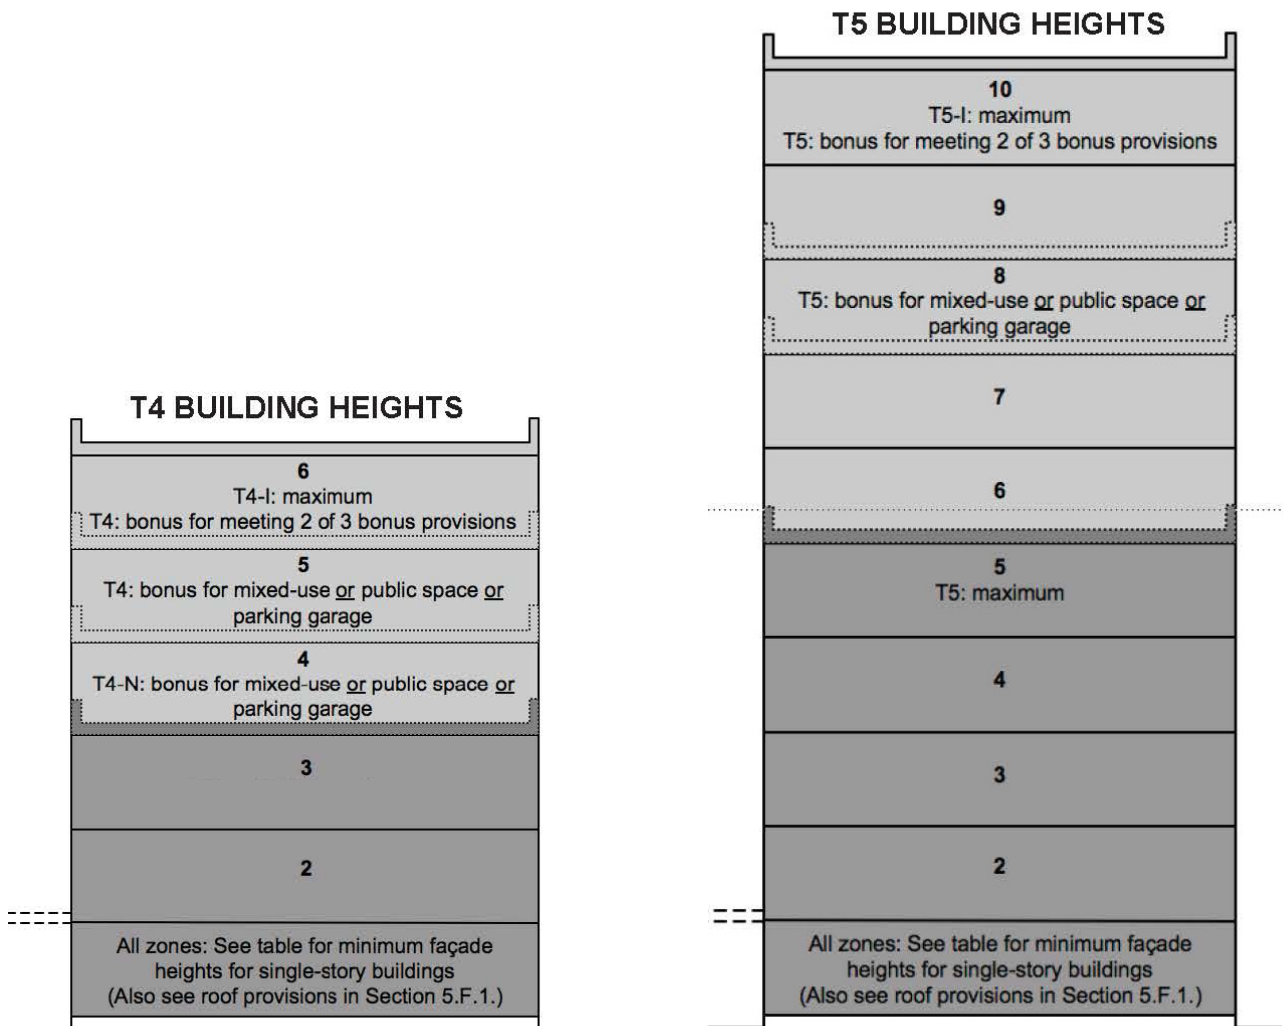 T4 BUILDING HEIGHTS
6
T4-I: maximum
T4: bonus for meeting 2 of 3 bonus provisions
5
T4: bonus for mixed-use or public space or
parking garage
4
T4-N: bonus for mixed-use or public space or
parking garage
3
2
All zones: See table for minimum façade
heights for single-story buildings
(Also see roof provisions in Section 5.F.1.)
T5 BUILDING HEIGHTS
10
T5-I: maximum
T5: bonus for meeting 2 of 3 bonus provisions
9
8
T5: bonus for mixed-use or public space or
parking garage
7
6
5
T5: maximum
4
3
2
All zones: See table for minimum façade
heights for single-story buildings
(Also see roof provisions in Section 5.F.1.)